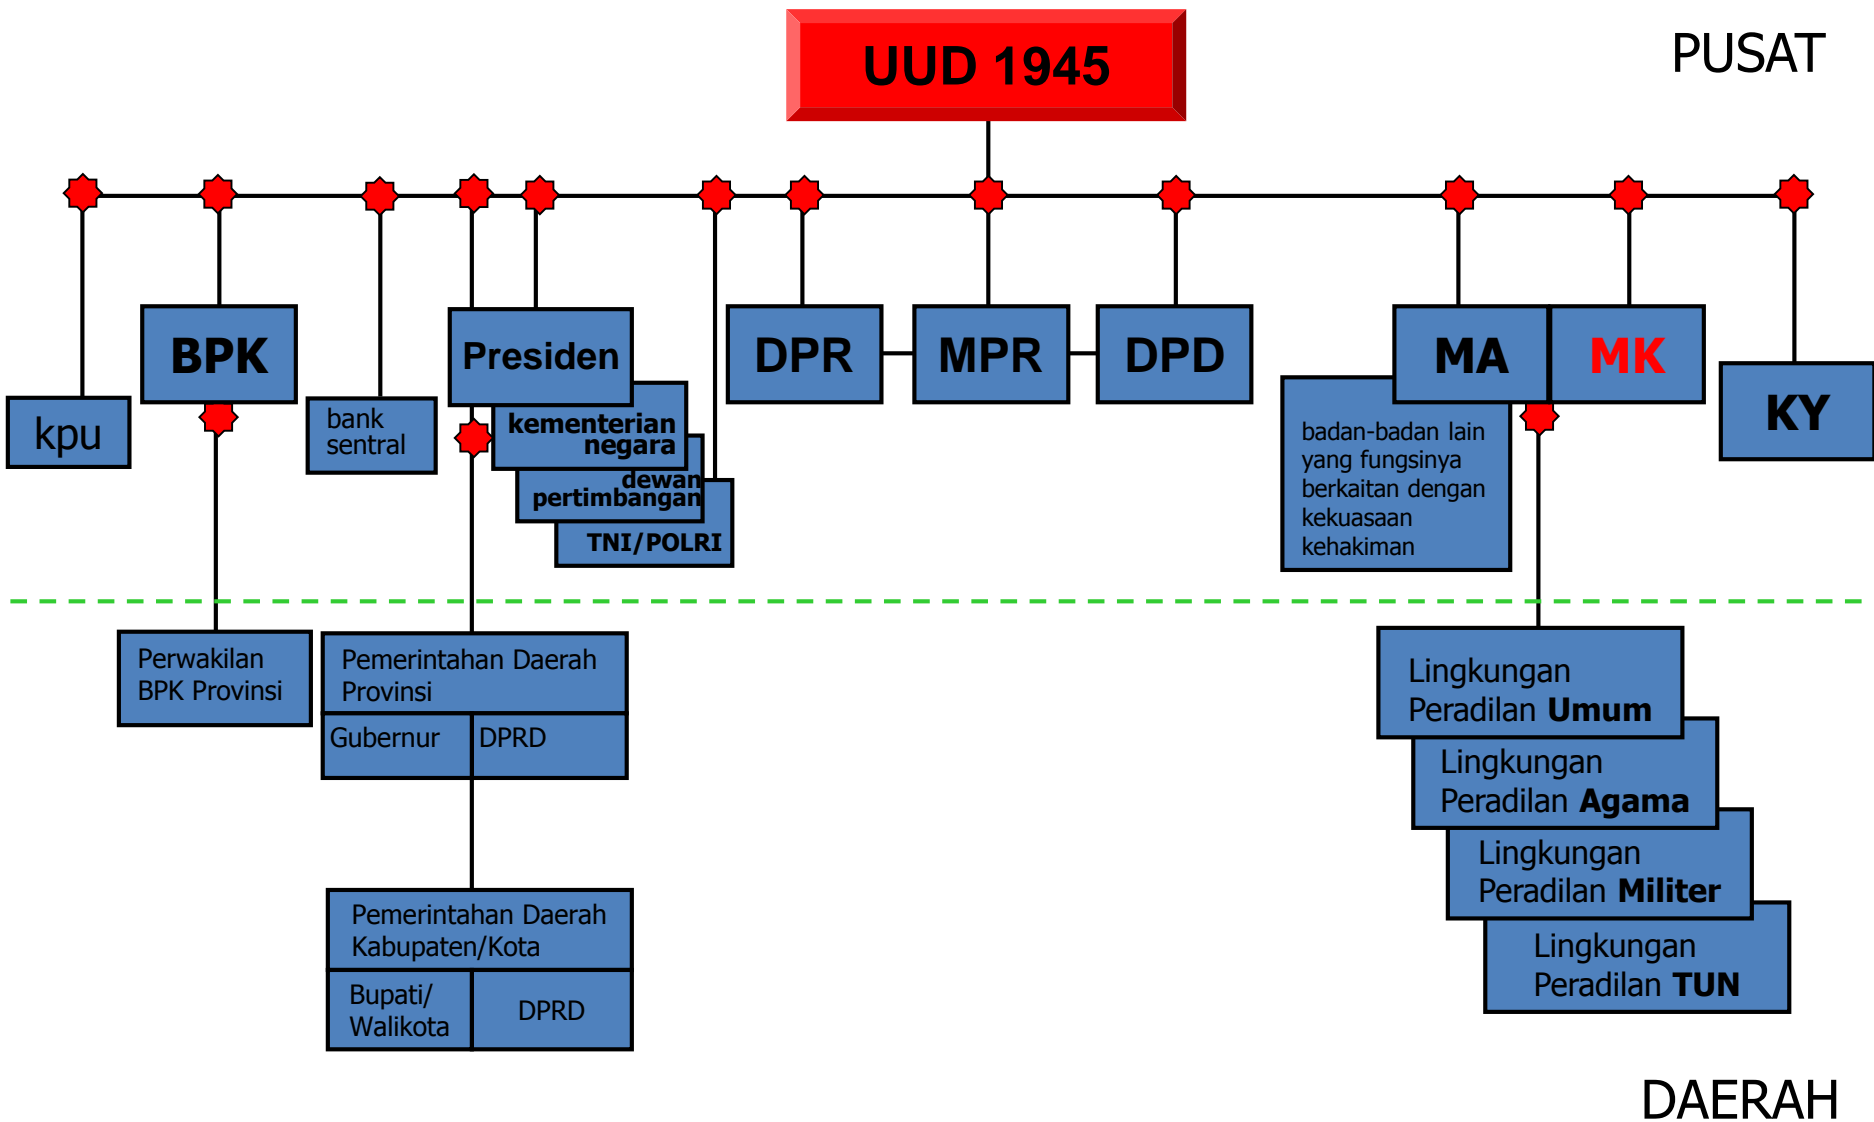 UUD 1945
PUSAT
kpu
BPK
bank
sentral
Presiden
kementerian
negara
dewan
pertimbangan
TNI/POLRI
DPR
MPR
DPD
MA
MK
KY
badan-badan lain
yang fungsinya
berkaitan dengan
kekuasaan
kehakiman
Perwakilan
BPK Provinsi
Pemerintahan Daerah
Provinsi
Gubernur
DPRD
Pemerintahan Daerah
Kabupaten/Kota
Bupati/
Walikota
DPRD
Lingkungan
Peradilan Umum
Lingkungan
Peradilan Agama
Lingkungan
Peradilan Militer
Lingkungan
Peradilan TUN
DAERAH